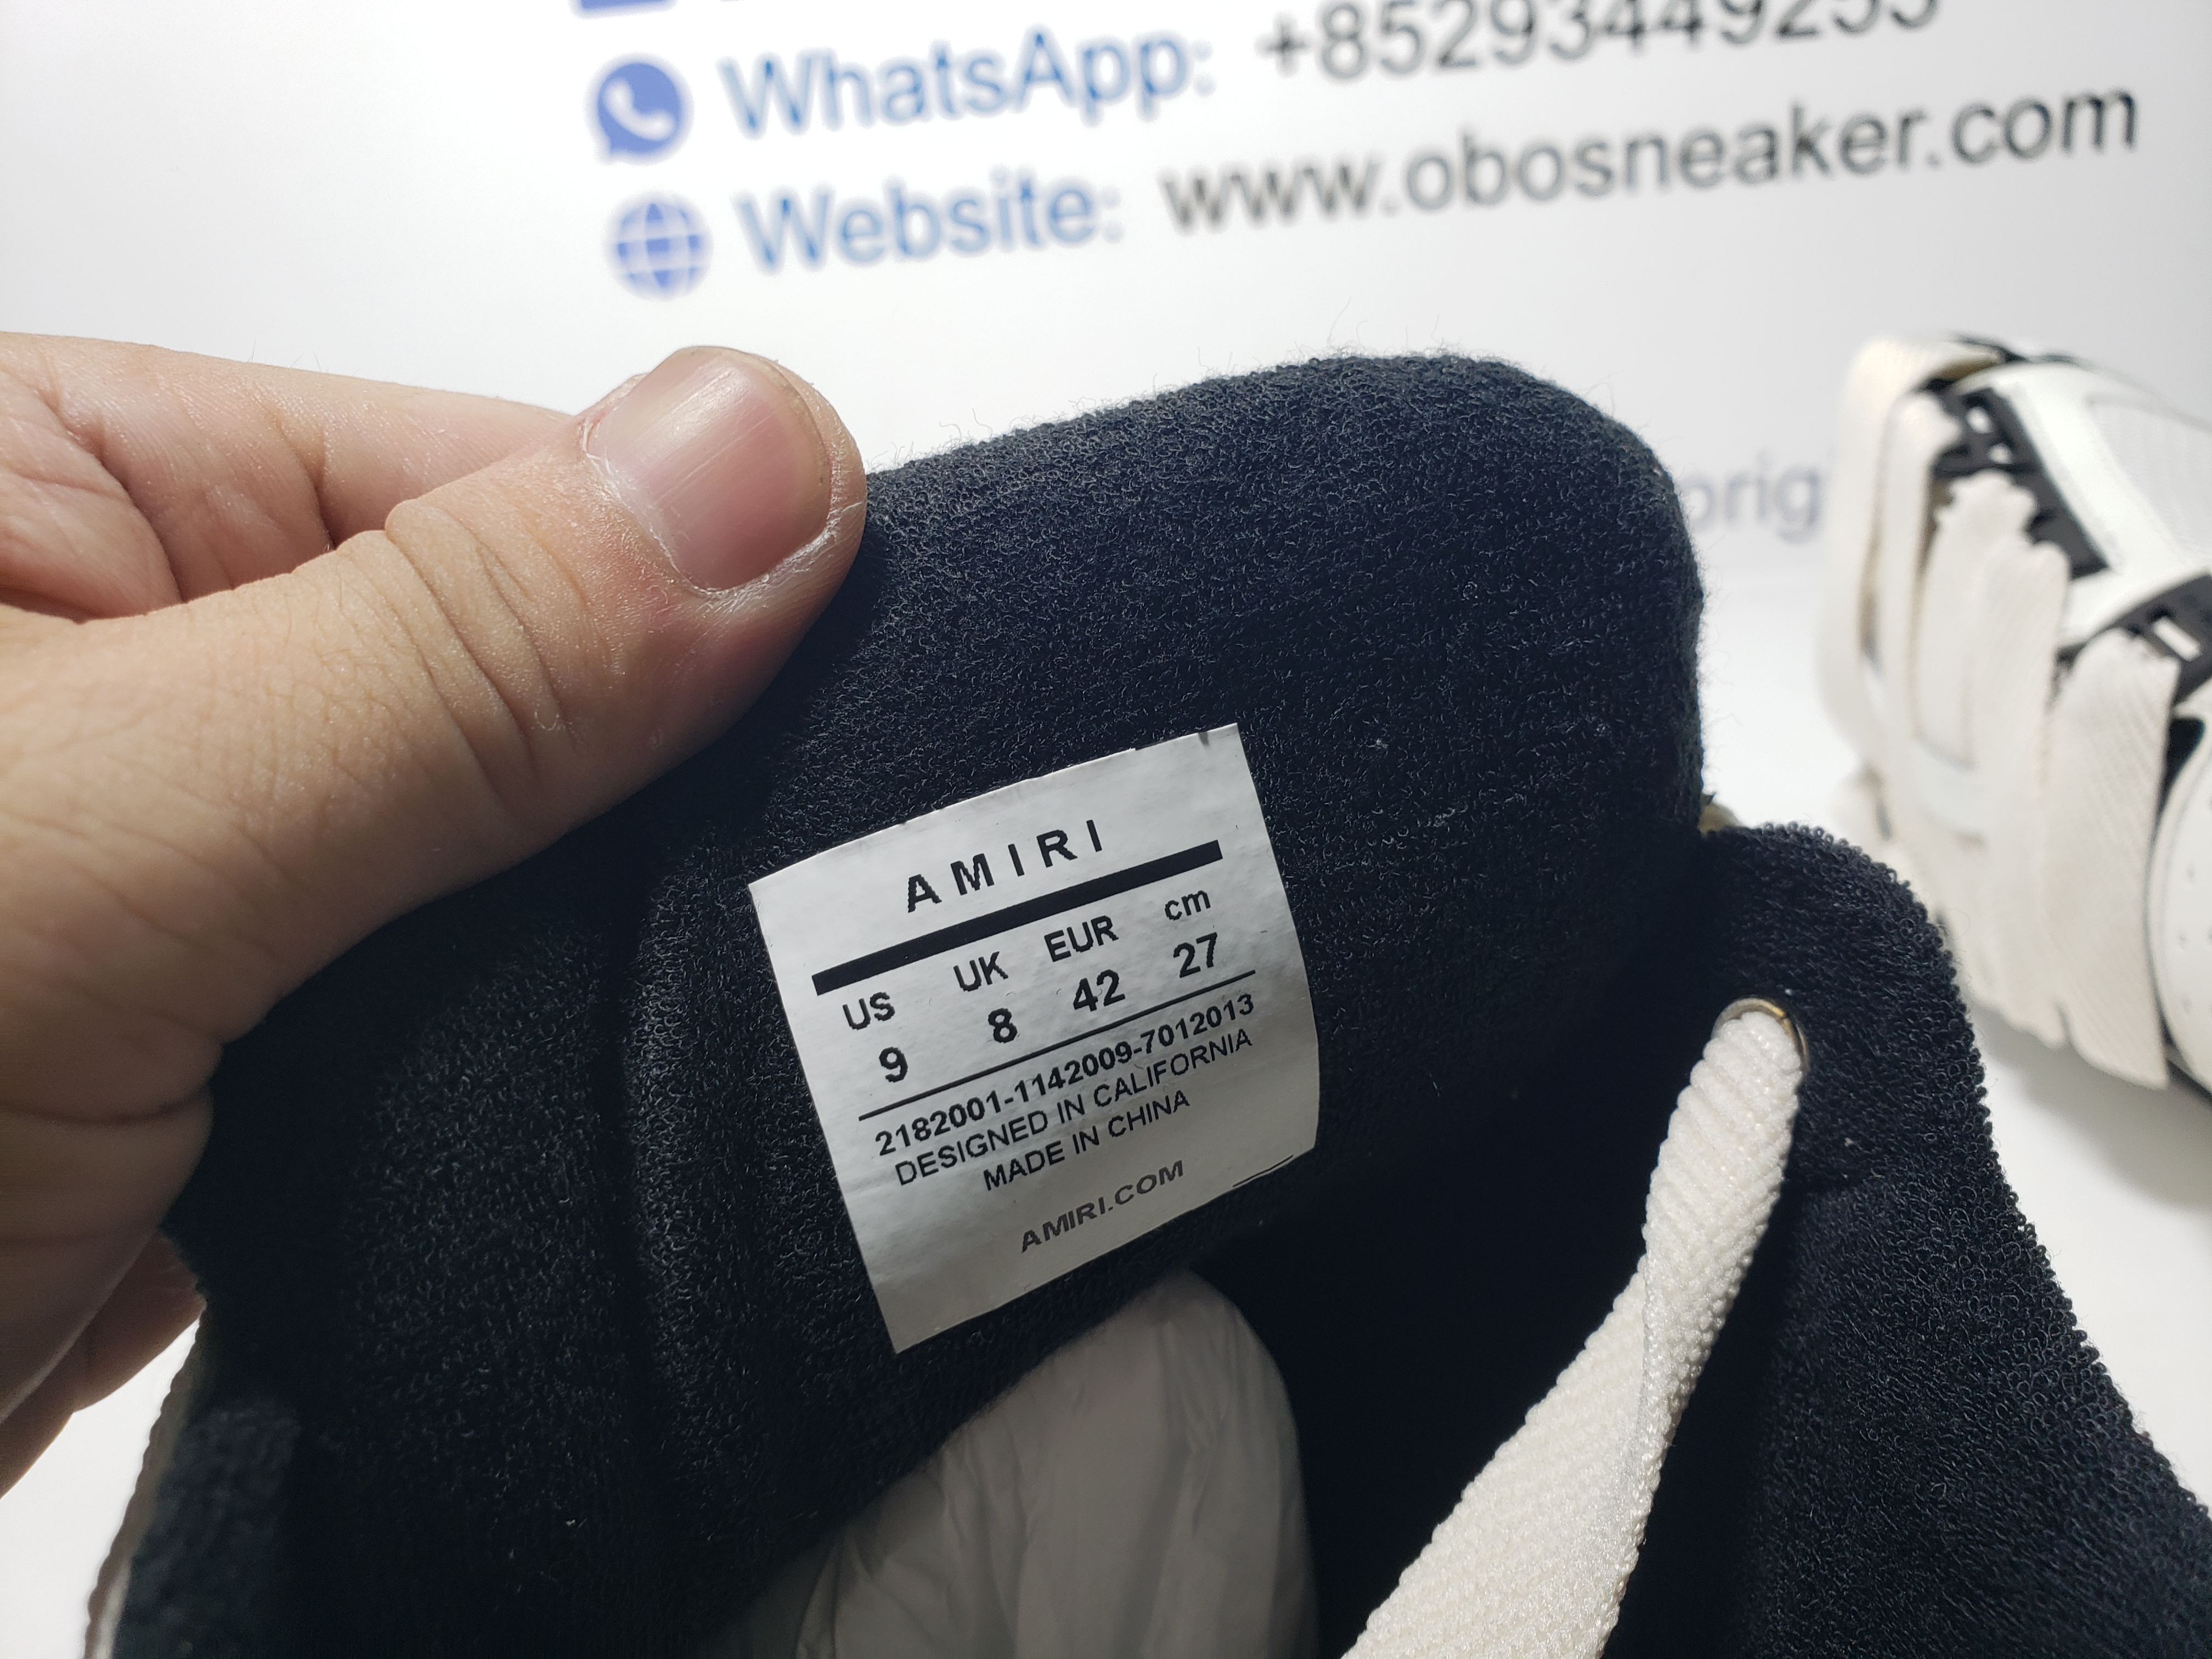 WhatsApp:
Website: www.obosneaker.com
orig
AMIRI
US UK EUR cm
9 8 42 27
2182001-1142009-7012013
DESIGNED IN CALIFORNIA
MADE IN CHINA
AMIRI.COM